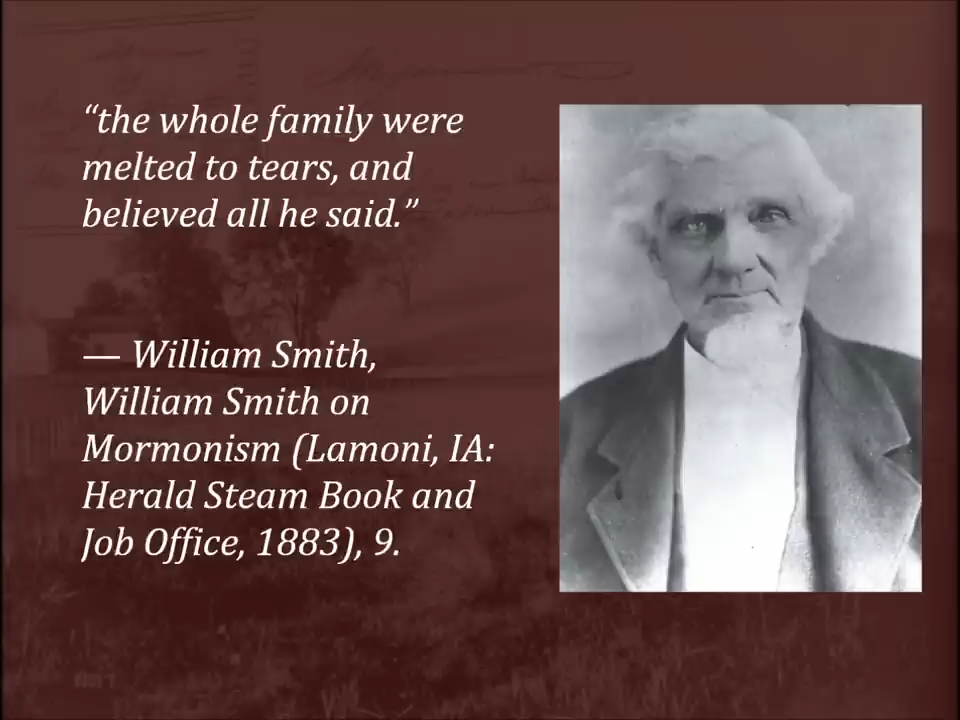 “the whole family were
melted to tears, and
believed all he said.”
— William Smith,
William Smith on
Mormonism (Lamoni, IA:
Herald Steam Book and
Job Office, 1883), 9.